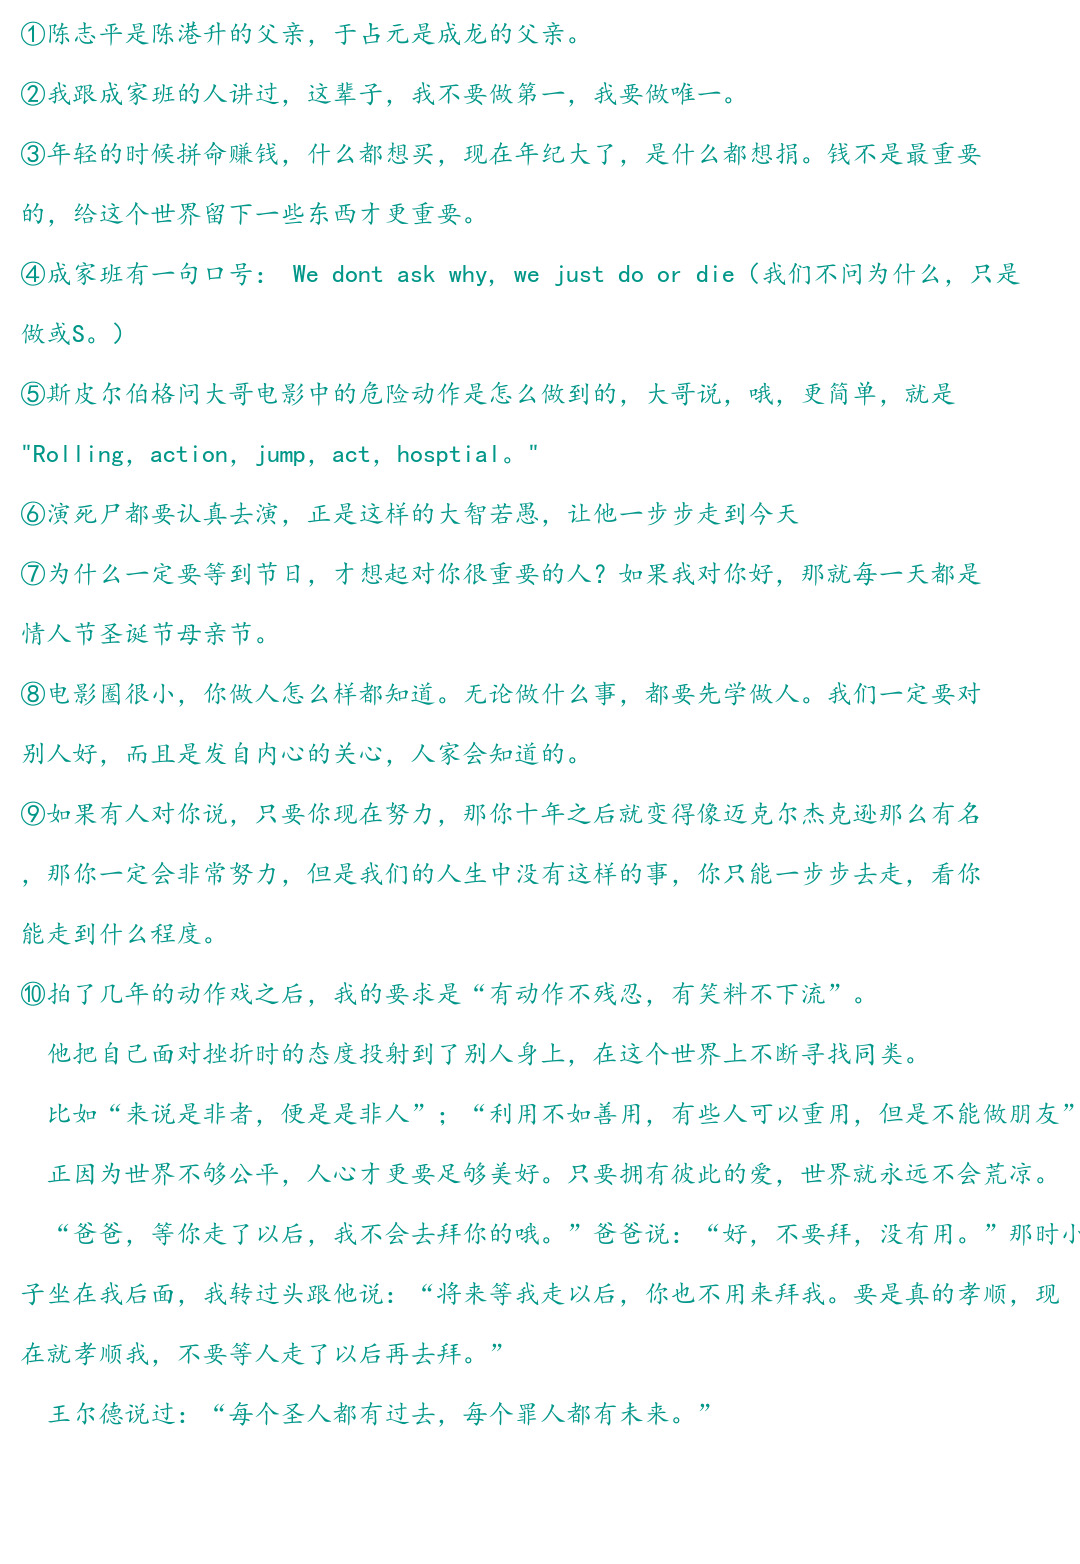 ①陈志平是陈港升的父亲，于占元是成龙的父亲。
②我跟成家班的人讲过，这辈子，我不要做第一，我要做唯一。
③年轻的时候拼命赚钱，什么都想买，现在年纪大了，是什么都想捐。钱不是最重要
的，给这个世界留下一些东西才更重要。
④成家班有一句口号： We dont ask why，we just do or die（我们不问为什么，只是
做或S。）
⑤斯皮尔伯格问大哥电影中的危险动作是怎么做到的，大哥说，哦，更简单，就是
"Rolling，action，jump，act，hosptial。"
⑥演死尸都要认真去演，正是这样的大智若愚，让他一步步走到今天
⑦为什么一定要等到节日，才想起对你很重要的人？如果我对你好，那就每一天都是
情人节圣诞节母亲节。
⑧电影圈很小，你做人怎么样都知道。无论做什么事，都要先学做人。我们一定要对
别人好，而且是发自内心的关心，人家会知道的。
⑨如果有人对你说，只要你现在努力，那你十年之后就变得像迈克尔杰克逊那么有名
，那你一定会非常努力，但是我们的人生中没有这样的事，你只能一步步去走，看你
能走到什么程度。
⑩拍了几年的动作戏之后，我的要求是“有动作不残忍，有笑料不下流”。
他把自己面对挫折时的态度投射到了别人身上，在这个世界上不断寻找同类。
比如“来说是非者，便是是非人”；“利用不如善用，有些人可以重用，但是不能做朋友”
正因为世界不够公平，人心才更要足够美好。只要拥有彼此的爱，世界就永远不会荒凉。
“爸爸，等你走了以后，我不会去拜你的哦。”爸爸说：“好，不要拜，没有用。”那时小
子坐在我后面，我转过头跟他说：“将来等我走以后，你也不用来拜我。要是真的孝顺，现
在就孝顺我，不要等人走了以后再去拜。”
王尔德说过：“每个圣人都有过去，每个罪人都有未来。”